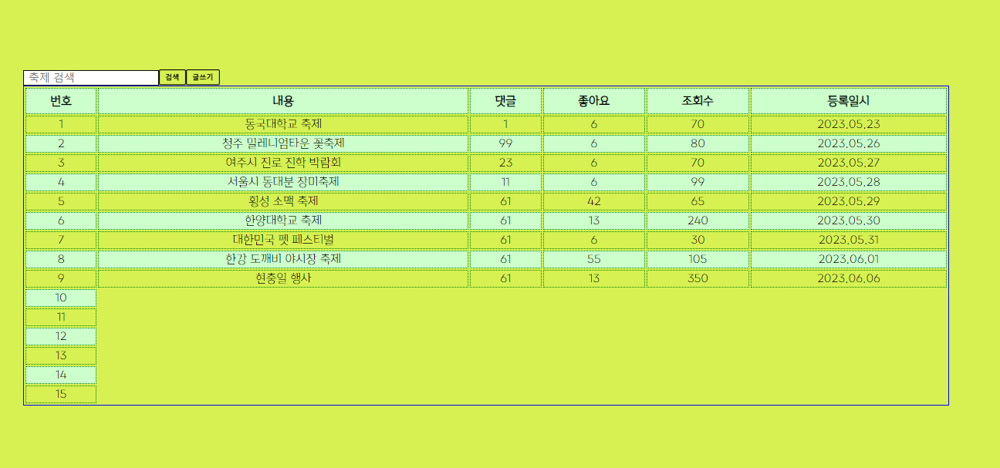 축제 검색 검색 글쓰기
번호 내용 댓글 좋아요 조회수 등록일시
1 동국대학교 축제 1 6 70 2023.05.23
2 청주 밀레니엄타운 꽃축제 99 6 80 2023.05.26
3 여주시 진로 진학 박람회 23 6 70 2023.05.27
4 서울시 동대분 장미축제 11 6 99 2023.05.28
5 횡성 소맥 축제 61 42 65 2023.05.29
6 한양대학교 축제 61 13 240 2023.05.30
7 대한민국 펫 페스티벌 61 6 30 2023.05.31
8 한강 도깨비 야시장 축제 61 55 105 2023.06.01
9 현충일 행사 61 13 350 2023.06.06
10
11
12
13
14
15